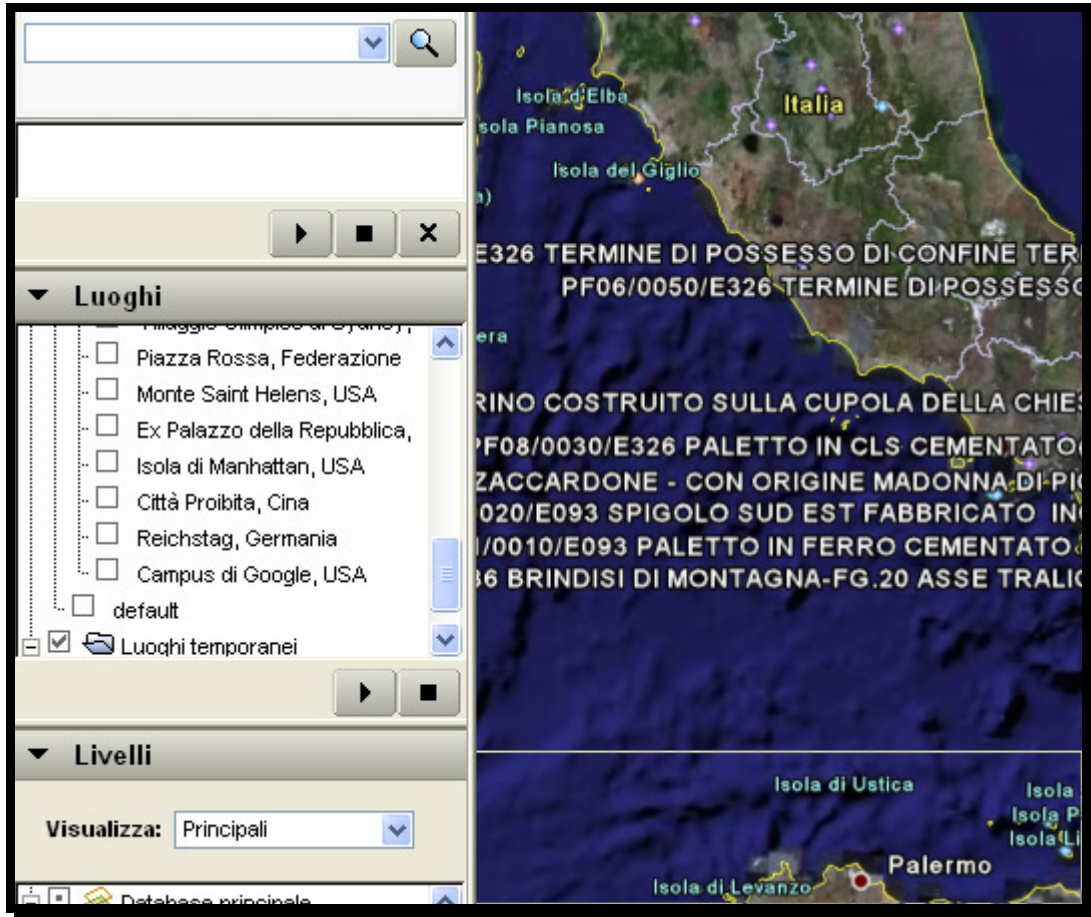 Luoghi
Piazza Rossa, Federazione
Monte Saint Helens, USA
Ex Palazzo della Repubblica,
Isola di Manhattan, USA
Città Proibita, Cina
Reichstag, Germania
Campus di Google, USA
default
Luoghi temporanei
Livelli
Visualizza: Principali
Database principale
Isola d'Elba
Italia
sola Pianosa
Isola del Giglio
a)
E326 TERMINE DI POSSESSO DI CONFINE TER
PF06/0050/E326 TERMINE DI POSSESSO
era
RINO COSTRUITO SULLA CUPOLA DELLA CHIES
PF08/0030/E326 PALETTO IN CLS CEMENTATO
ZACCARDONE - CON ORIGINE MADONNA DI PI
020/E093 SPIGOLO SUD EST FABBRICATO IN
/0010/E093 PALETTO IN FERRO CEMENTATO
36 BRINDISI DI MONTAGNA-FG.20 ASSE TRALIC
Isola di Ustica
Isola
Isola P
Isola Li
Palermo
Isola di Levanzo